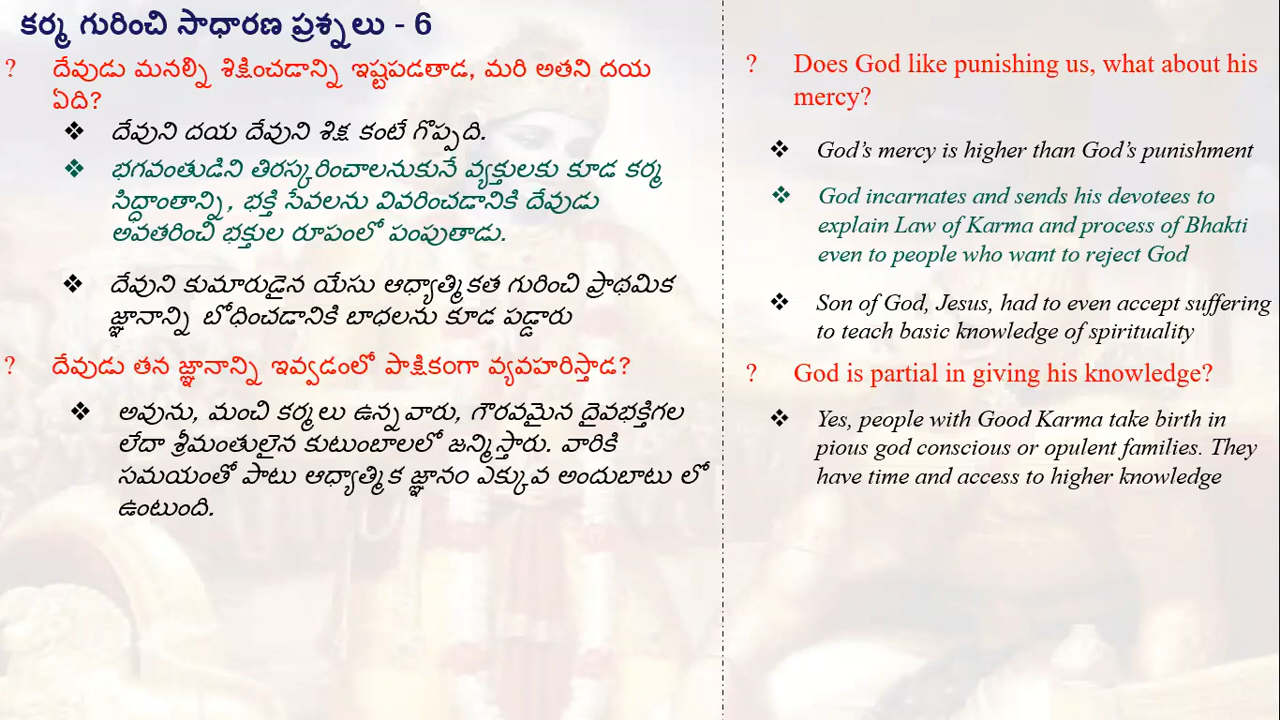 కర్మ గురించి సాధారణ ప్రశ్నలు - 6
? దేవుడు మనల్ని శిక్షించడాన్ని ఇష్టపడతాడ, మరి అతని దయ
ఏది?
❖ దేవుని దయ దేవుని శిక్ష కంటే గొప్పది.
❖ భగవంతుడిని తిరస్కరించాలనుకునే వ్యక్తులకు కూడ కర్మ
సిద్ధాంతాన్ని, భక్తి సేవలను వివరించడానికి దేవుడు
అవతరించి భక్తుల రూపంలో పంపుతాడు.
❖ దేవుని కుమారుడైన యేసు ఆధ్యాత్మికత గురించి ప్రాథమిక
జ్ఞానాన్ని బోధించడానికి బాధలను కూడ పడ్డారు
? దేవుడు తన జ్ఞానాన్ని ఇవ్వడంలో పాక్షికంగా వ్యవహరిస్తాడ?
❖ అవును, మంచి కర్మలు ఉన్నవారు, గౌరవమైన దైవభక్తిగల
లేదా శ్రీమంతులైన కుటుంబాలలో జన్మిస్తారు. వారికి
సమయంతో పాటు ఆధ్యాత్మిక జ్ఞానం ఎక్కువ అందుబాటు లో
ఉంటుంది.
? Does God like punishing us, what about his
mercy?
❖ God’s mercy is higher than God’s punishment
❖ God incarnates and sends his devotees to
explain Law of Karma and process of Bhakti
even to people who want to reject God
❖ Son of God, Jesus, had to even accept suffering
to teach basic knowledge of spirituality
? God is partial in giving his knowledge?
❖ Yes, people with Good Karma take birth in
pious god conscious or opulent families. They
have time and access to higher knowledge